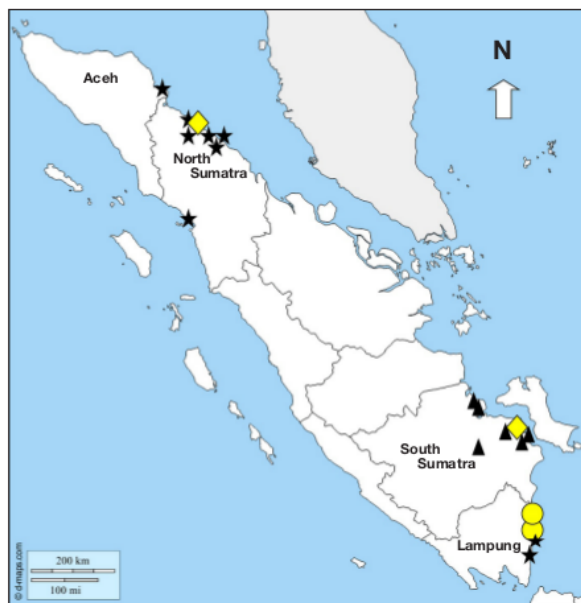 N
Aceh
North
Sumatra
South
Sumatra
Lampung
200 km
100 mi
© d-maps.com